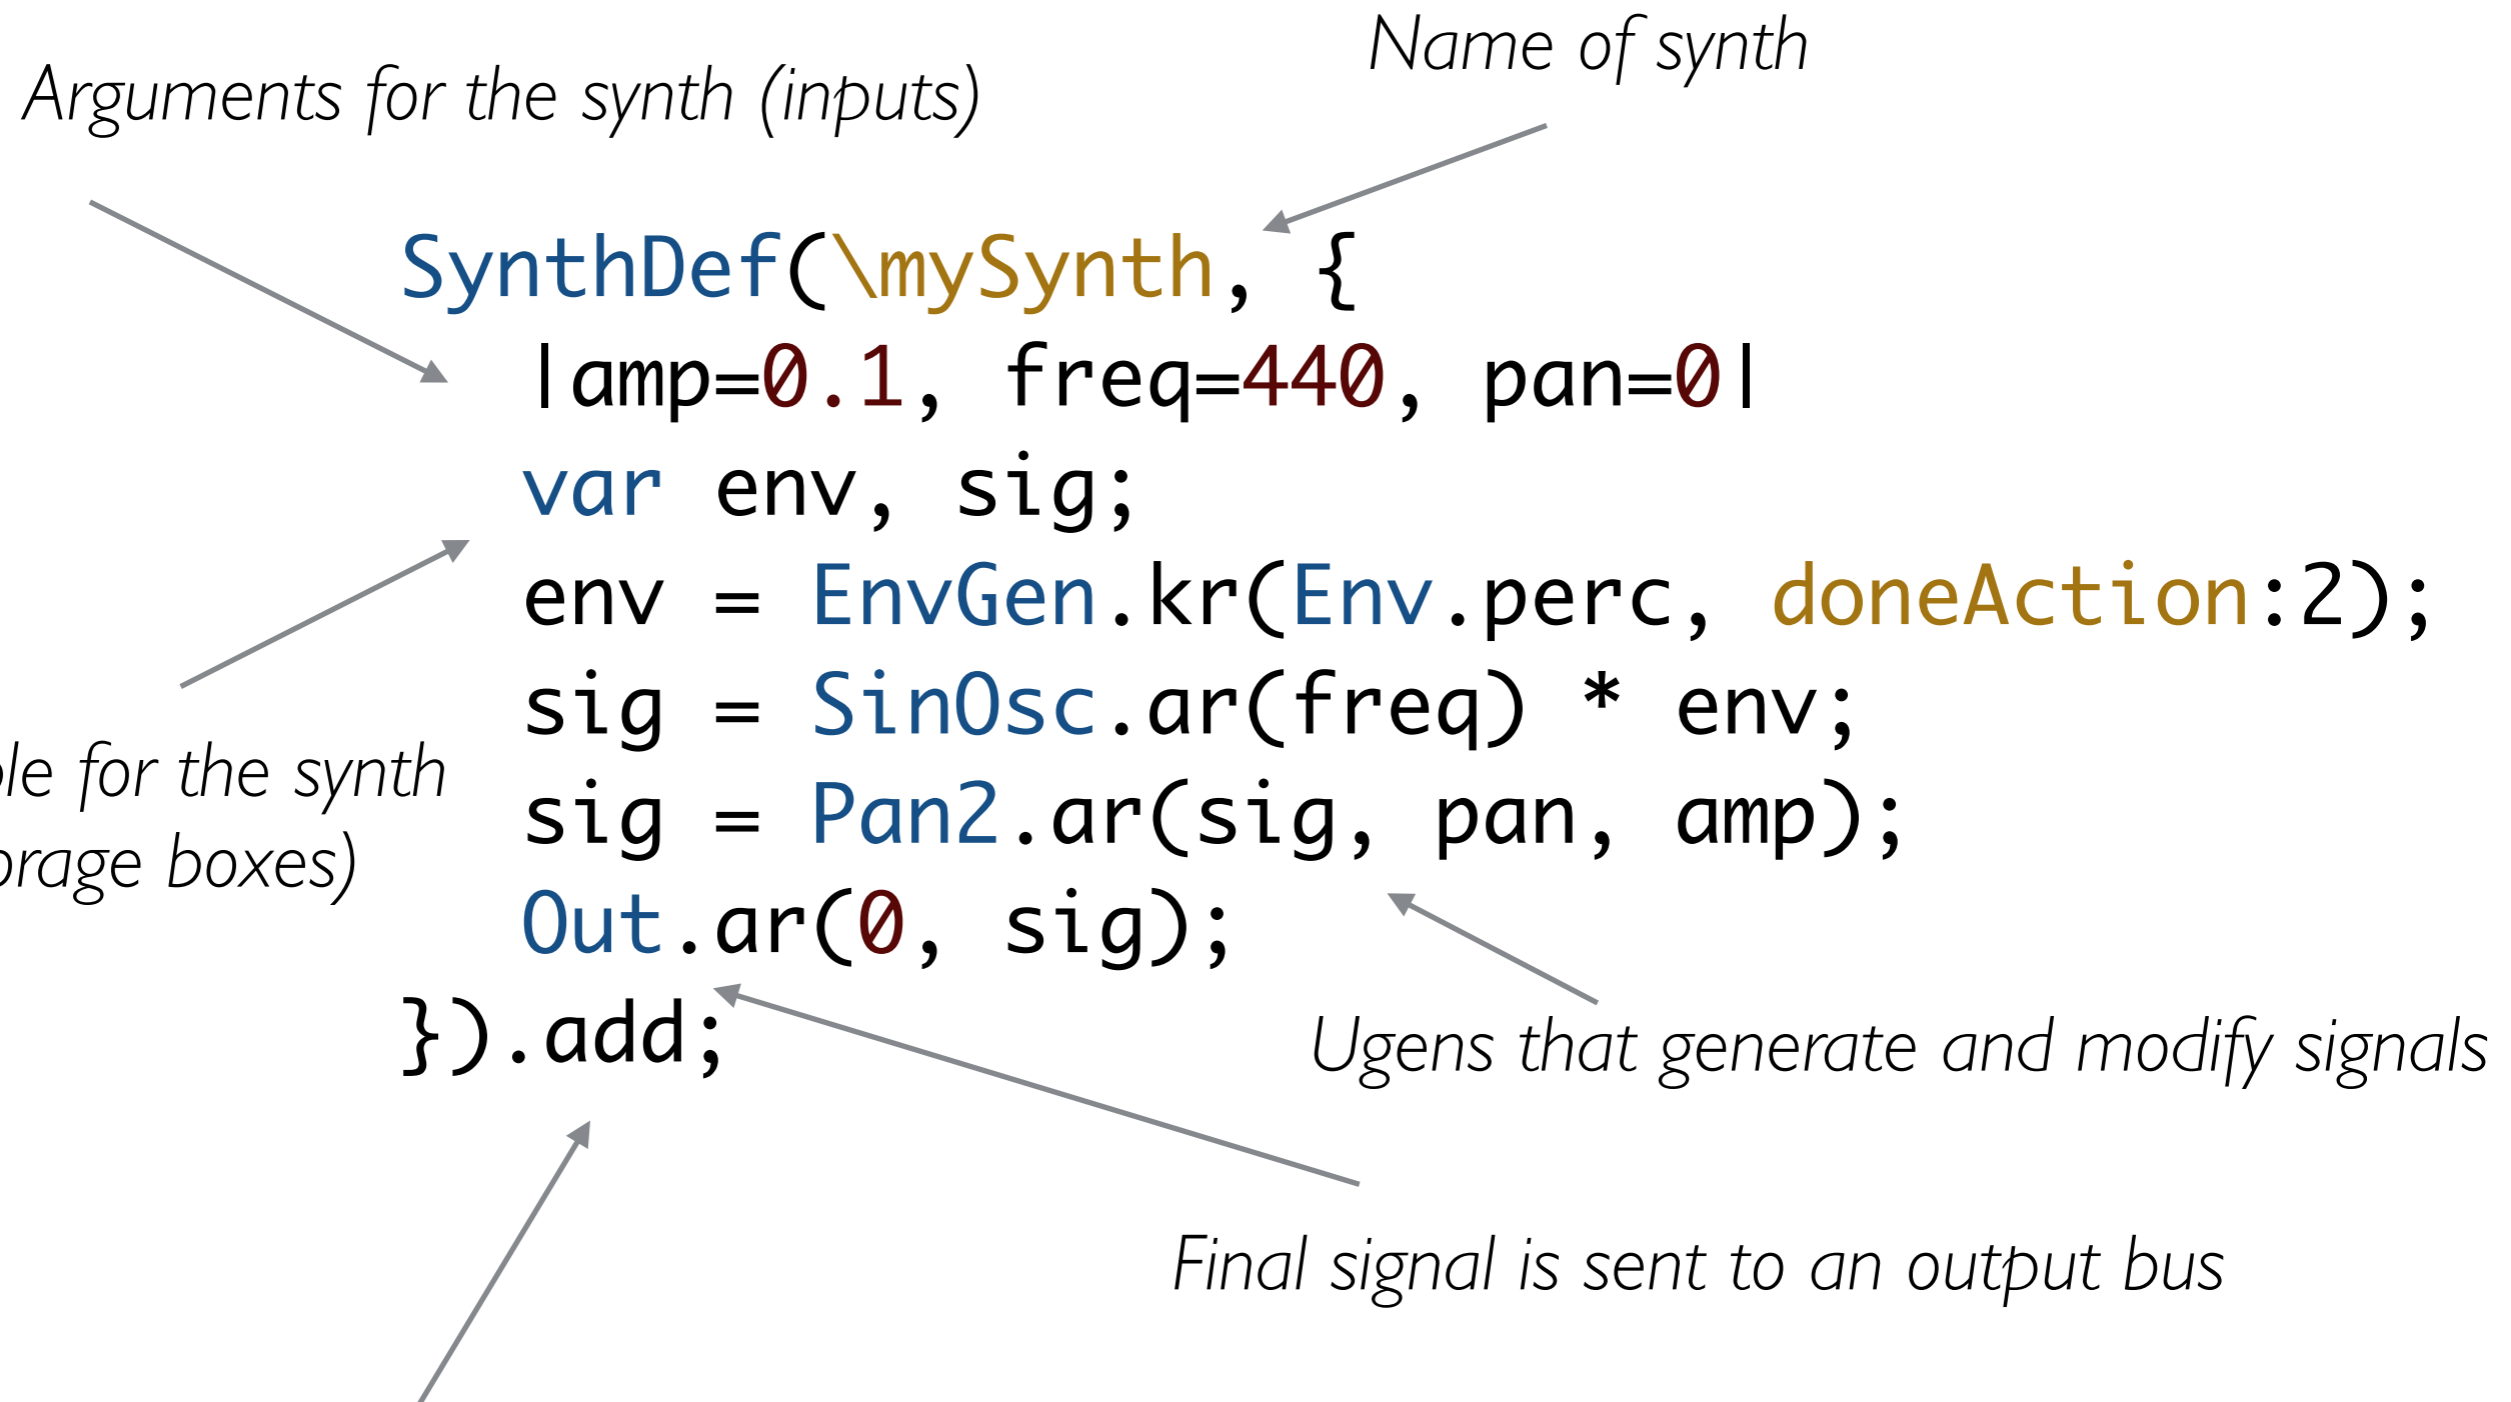 Name of synth
Arguments for the synth (inputs)
SynthDef(\mySynth, {
|amp=0.1, freq=440, pan=0|
var env, sig;
env = EnvGen.kr(Env.perc, doneAction:2);
sig = SinOsc.ar(freq) * env;
for the synth
sig = Pan2.ar(sig, pan, amp);
boxes)
Out.ar(0, sig);
}).add;
Ugens that generate and modify signals
Final signal is sent to an output bus